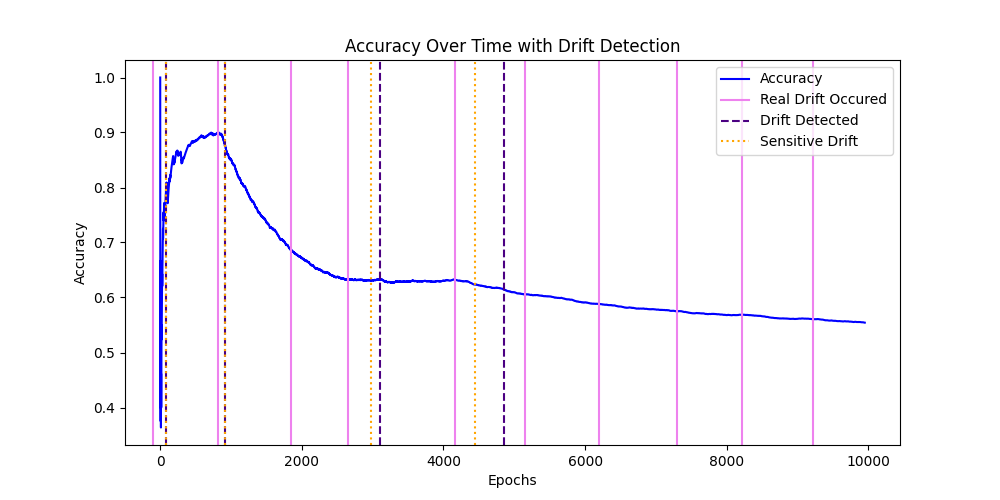 Accuracy Over Time with Drift Detection
Accuracy
Real Drift Occured
Drift Detected
Sensitive Drift
Accuracy
1.0
0.9
0.8
0.7
0.6
0.5
0.4
0
2000
4000
6000
8000
10000
Epochs